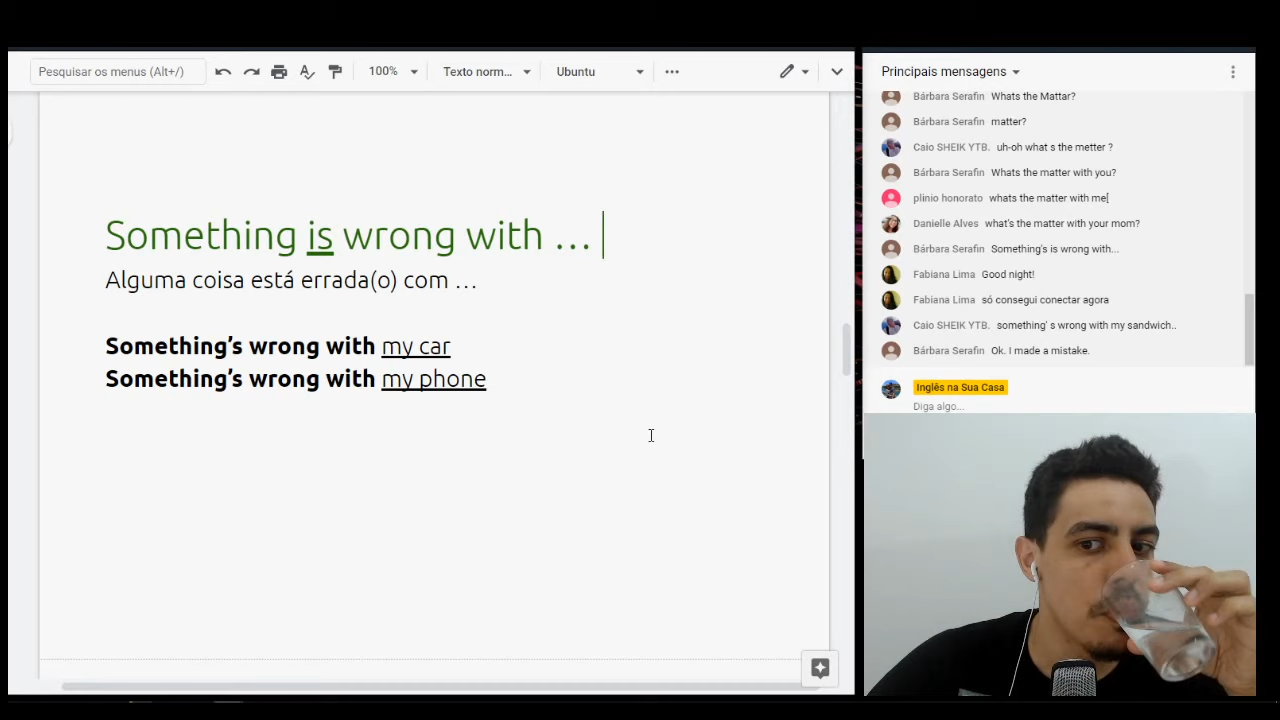 Pesquisar os menus (Alt+/)
100%
Texto norm...
Ubuntu
Something is wrong with …
Alguma coisa está errada(o) com …
Something’s wrong with my car
Something’s wrong with my phone
Principais mensagens
Bárbara Serafin Whats the Mattar?
Bárbara Serafin matter?
Caio SHEIK YTB. uh-oh what s the metter ?
Bárbara Serafin Whats the matter with you?
plinio honorato whats the matter with me[
Danielle Alves what's the matter with your mom?
Bárbara Serafin Something's is wrong with...
Fabiana Lima Good night!
Fabiana Lima só consegui conectar agora
Caio SHEIK YTB. something' s wrong with my sandwich..
Bárbara Serafin Ok. I made a mistake.
Inglês na Sua Casa
Diga algo...